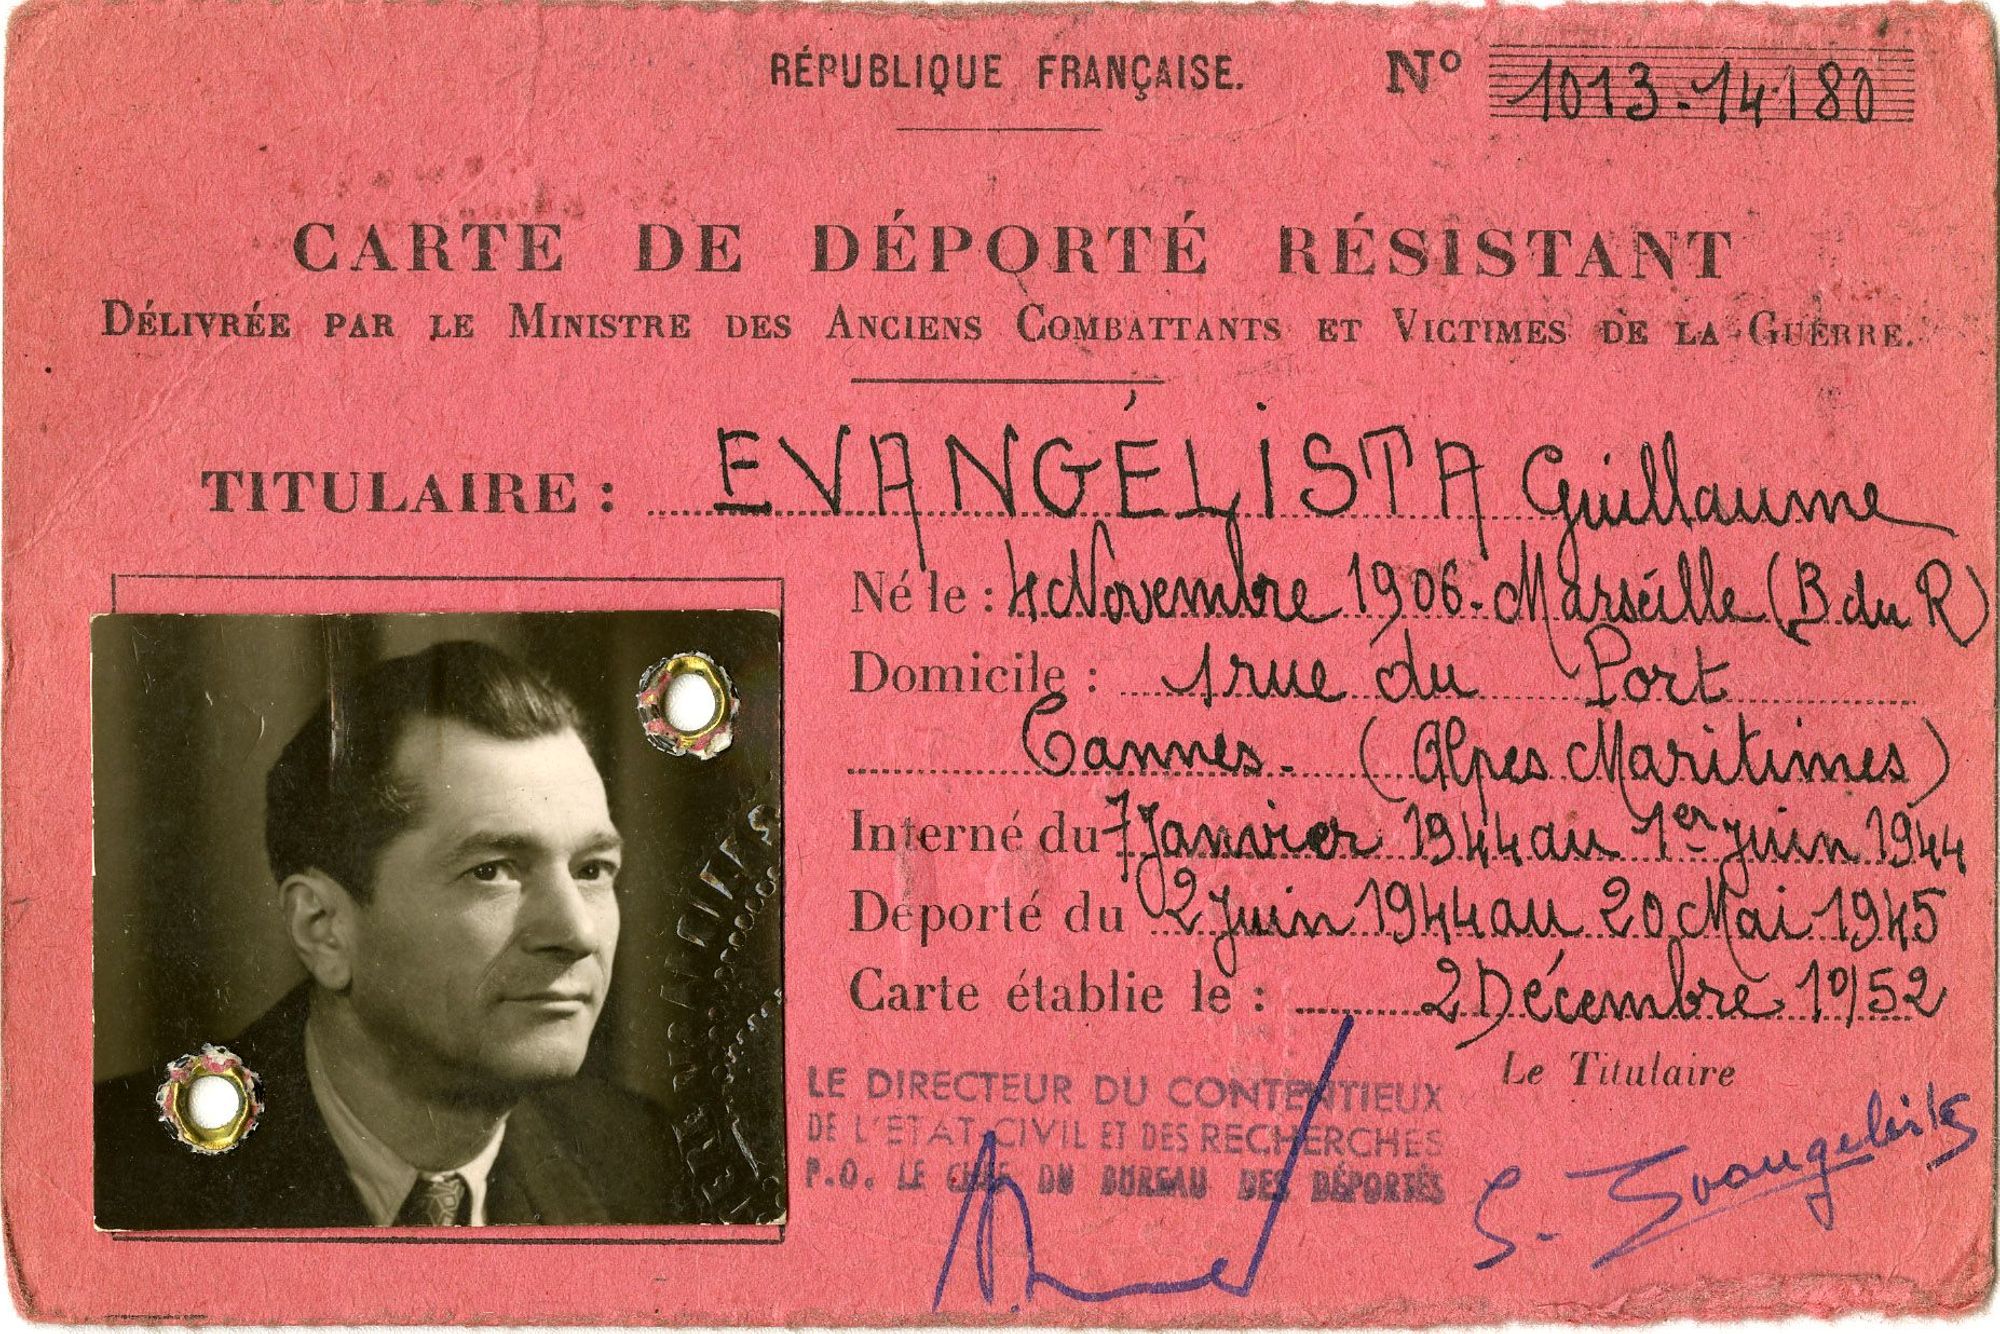 RÉPUBLIQUE FRANÇAISE.
N° 1013-14180
CARTE DE DÉPORTÉ RÉSISTANT
DÉLIVRÉE PAR LE MINISTRE DES ANCIENS COMBATTANTS ET VICTIMES DE LA GUERRE.
TITULAIRE : EVANGÉLISTA Guillaume
Né le : 4 Novembre 1906 - Marseille (B du R)
Domicile : 1 rue du Port
Cannes - (Alpes Maritimes)
Interné du 7 Janvier 1944 au 1er juin 1944
Déporté du 2 Juin 1944 au 20 Mai 1945
Carte établie le : 2 Décembre 1952
Le Titulaire
LE DIRECTEUR DU CONTENTIEUX
DE L'ETAT-CIVIL ET DES RECHERCHES
P.O. LE CHEF DU BUREAU DES DÉPORTÉS
G. Evangelista